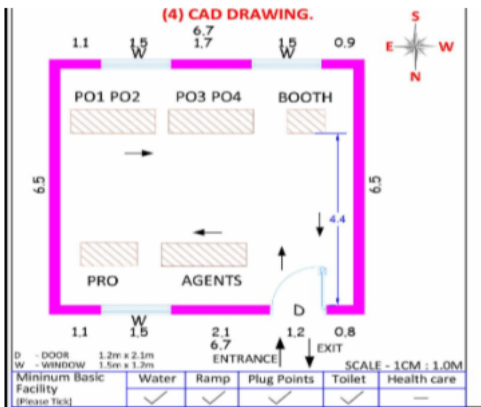 (4) CAD DRAWING.
S
E W
N
6.7
1.1 1.5 1.7 1.5 0.9
W W
PO1 PO2 PO3 PO4 BOOTH
6.5 6.5
4.4
PRO AGENTS
D
W
1.1 1.5 2.1 1.2 0.8
6.7
ENTRANCE EXIT
D - DOOR 1.2m x 2.1m
W - WINDOW 1.5m x 1.2m
SCALE - 1CM : 1.0M
Mininum Basic Facility (Please Tick) Water Ramp Plug Points Toilet Health care